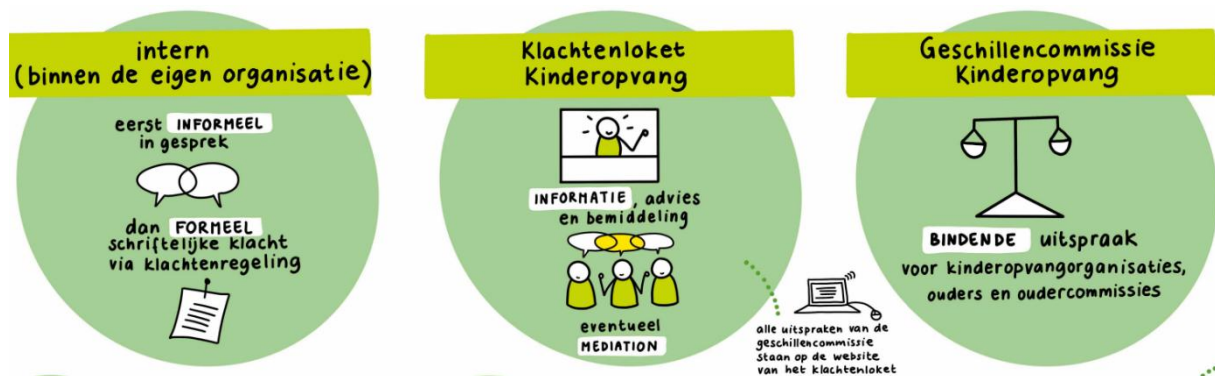 intern
(binnen de eigen organisatie)
eerst INFORMEEL
in gesprek
dan FORMEEL
schriftelijke klacht
via klachtenregeling
Klachtenloket
Kinderopvang
INFORMATIE, advies
en bemiddeling
eventueel
MEDIATION
alle uitspraken van de
geschillencommissie
staan op de website
van het klachtenloket
Geschillencommissie
Kinderopvang
BINDENDE uitspraak
voor kinderopvangorganisaties,
ouders en oudercommissies